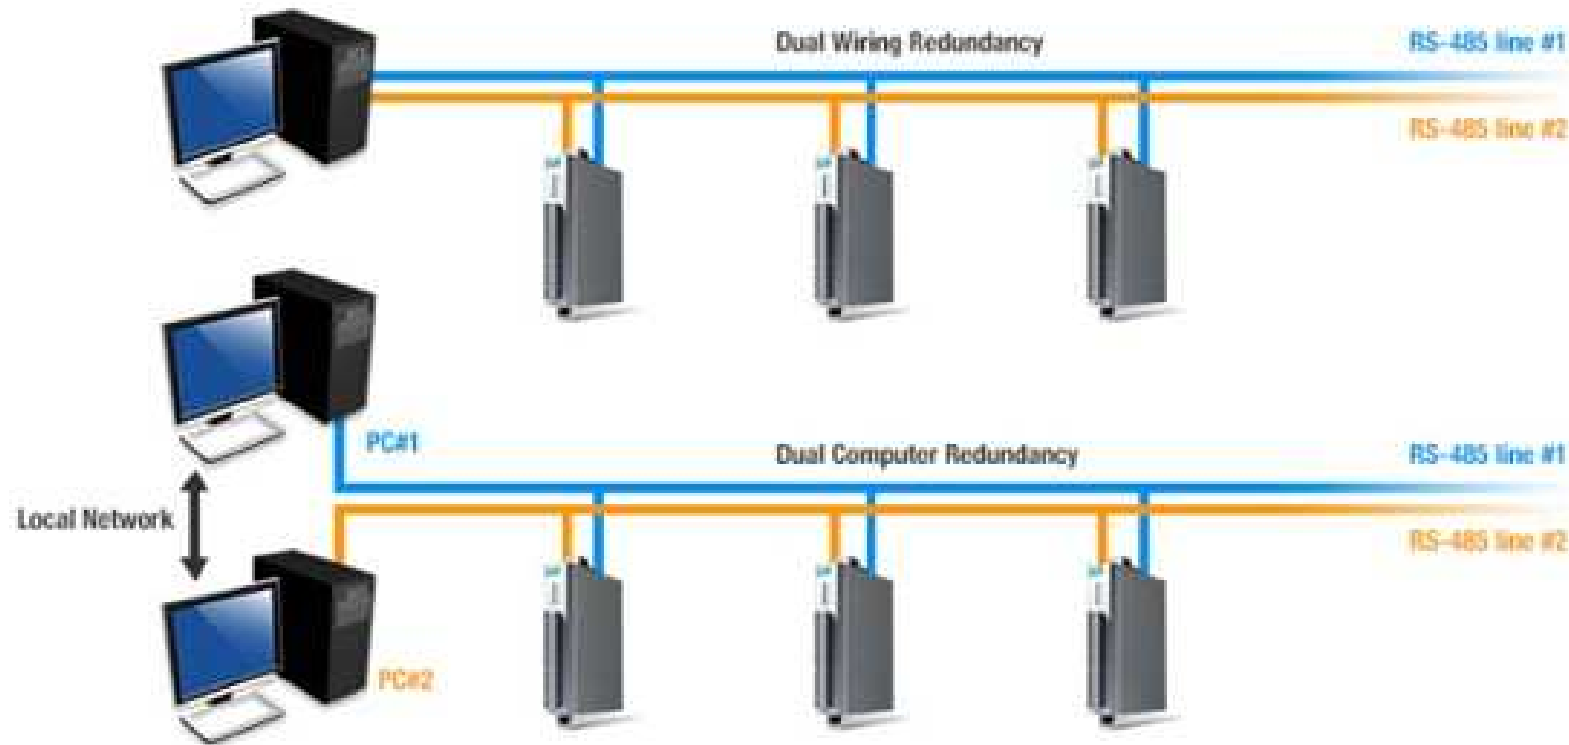 Dual Wiring Redundancy
RS-485 line #1
RS-485 line #2
PC#1
Dual Computer Redundancy
RS-485 line #1
Local Network
RS-485 line #2
PC#2